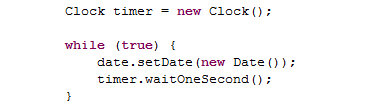 Clock timer = new Clock();
while (true) {
date.setDate(new Date());
timer.waitOneSecond();
}